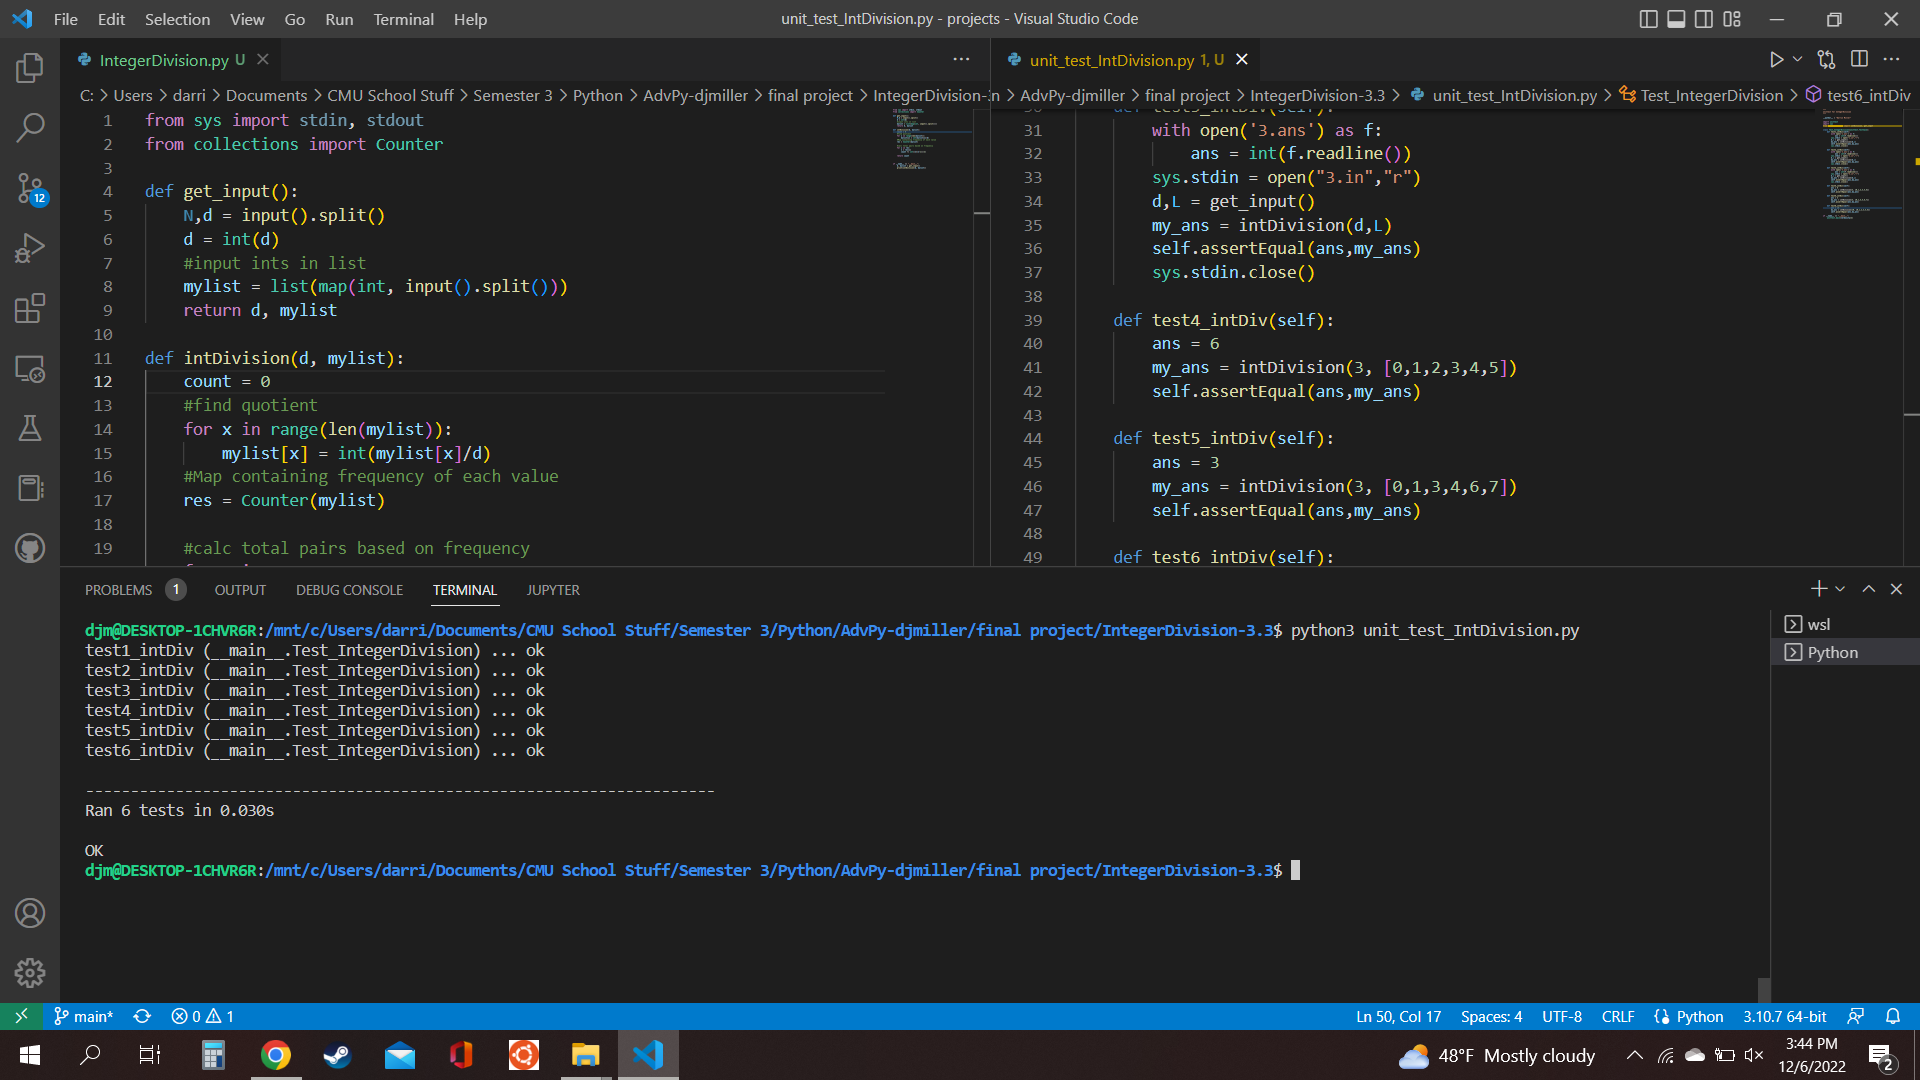 File Edit Selection View Go Run Terminal Help
unit_test_IntDivision.py - projects - Visual Studio Code
IntegerDivision.py U
C: > Users > darri > Documents > CMU School Stuff > Semester 3 > Python > AdvPy-djmiller > final project > IntegerDivision-
1 from sys import stdin, stdout
2 from collections import Counter
3
4 def get_input():
5 N,d = input().split()
6 d = int(d)
7 #input ints in list
8 mylist = list(map(int, input().split()))
9 return d, mylist
10
11 def intDivision(d, mylist):
12 count = 0
13 #find quotient
14 for x in range(len(mylist)):
15 mylist[x] = int(mylist[x]/d)
16 #Map containing frequency of each value
17 res = Counter(mylist)
18
19 #calc total pairs based on frequency
unit_test_IntDivision.py 1, U
n > AdvPy-djmiller > final project > IntegerDivision-3.3 > unit_test_IntDivision.py > Test_IntegerDivision > test6_intDiv
31 with open('3.ans') as f:
32 ans = int(f.readline())
33 sys.stdin = open("3.in","r")
34 d,L = get_input()
35 my_ans = intDivision(d,L)
36 self.assertEqual(ans,my_ans)
37 sys.stdin.close()
38
39 def test4_intDiv(self):
40 ans = 6
41 my_ans = intDivision(3, [0,1,2,3,4,5])
42 self.assertEqual(ans,my_ans)
43
44 def test5_intDiv(self):
45 ans = 3
46 my_ans = intDivision(3, [0,1,3,4,6,7])
47 self.assertEqual(ans,my_ans)
48
49 def test6_intDiv(self):
12
PROBLEMS 1 OUTPUT DEBUG CONSOLE TERMINAL JUPYTER
djm@DESKTOP-1CHVR6R:/mnt/c/Users/darri/Documents/CMU School Stuff/Semester 3/Python/AdvPy-djmiller/final project/IntegerDivision-3.3$ python3 unit_test_IntDivision.py
test1_intDiv (__main__.Test_IntegerDivision) ... ok
test2_intDiv (__main__.Test_IntegerDivision) ... ok
test3_intDiv (__main__.Test_IntegerDivision) ... ok
test4_intDiv (__main__.Test_IntegerDivision) ... ok
test5_intDiv (__main__.Test_IntegerDivision) ... ok
test6_intDiv (__main__.Test_IntegerDivision) ... ok
----------------------------------------------------------------------
Ran 6 tests in 0.030s
OK
djm@DESKTOP-1CHVR6R:/mnt/c/Users/darri/Documents/CMU School Stuff/Semester 3/Python/AdvPy-djmiller/final project/IntegerDivision-3.3$
wsl
Python
main* 0 1
Ln 50, Col 17 Spaces: 4 UTF-8 CRLF Python 3.10.7 64-bit
48°F Mostly cloudy
3:44 PM
12/6/2022
2